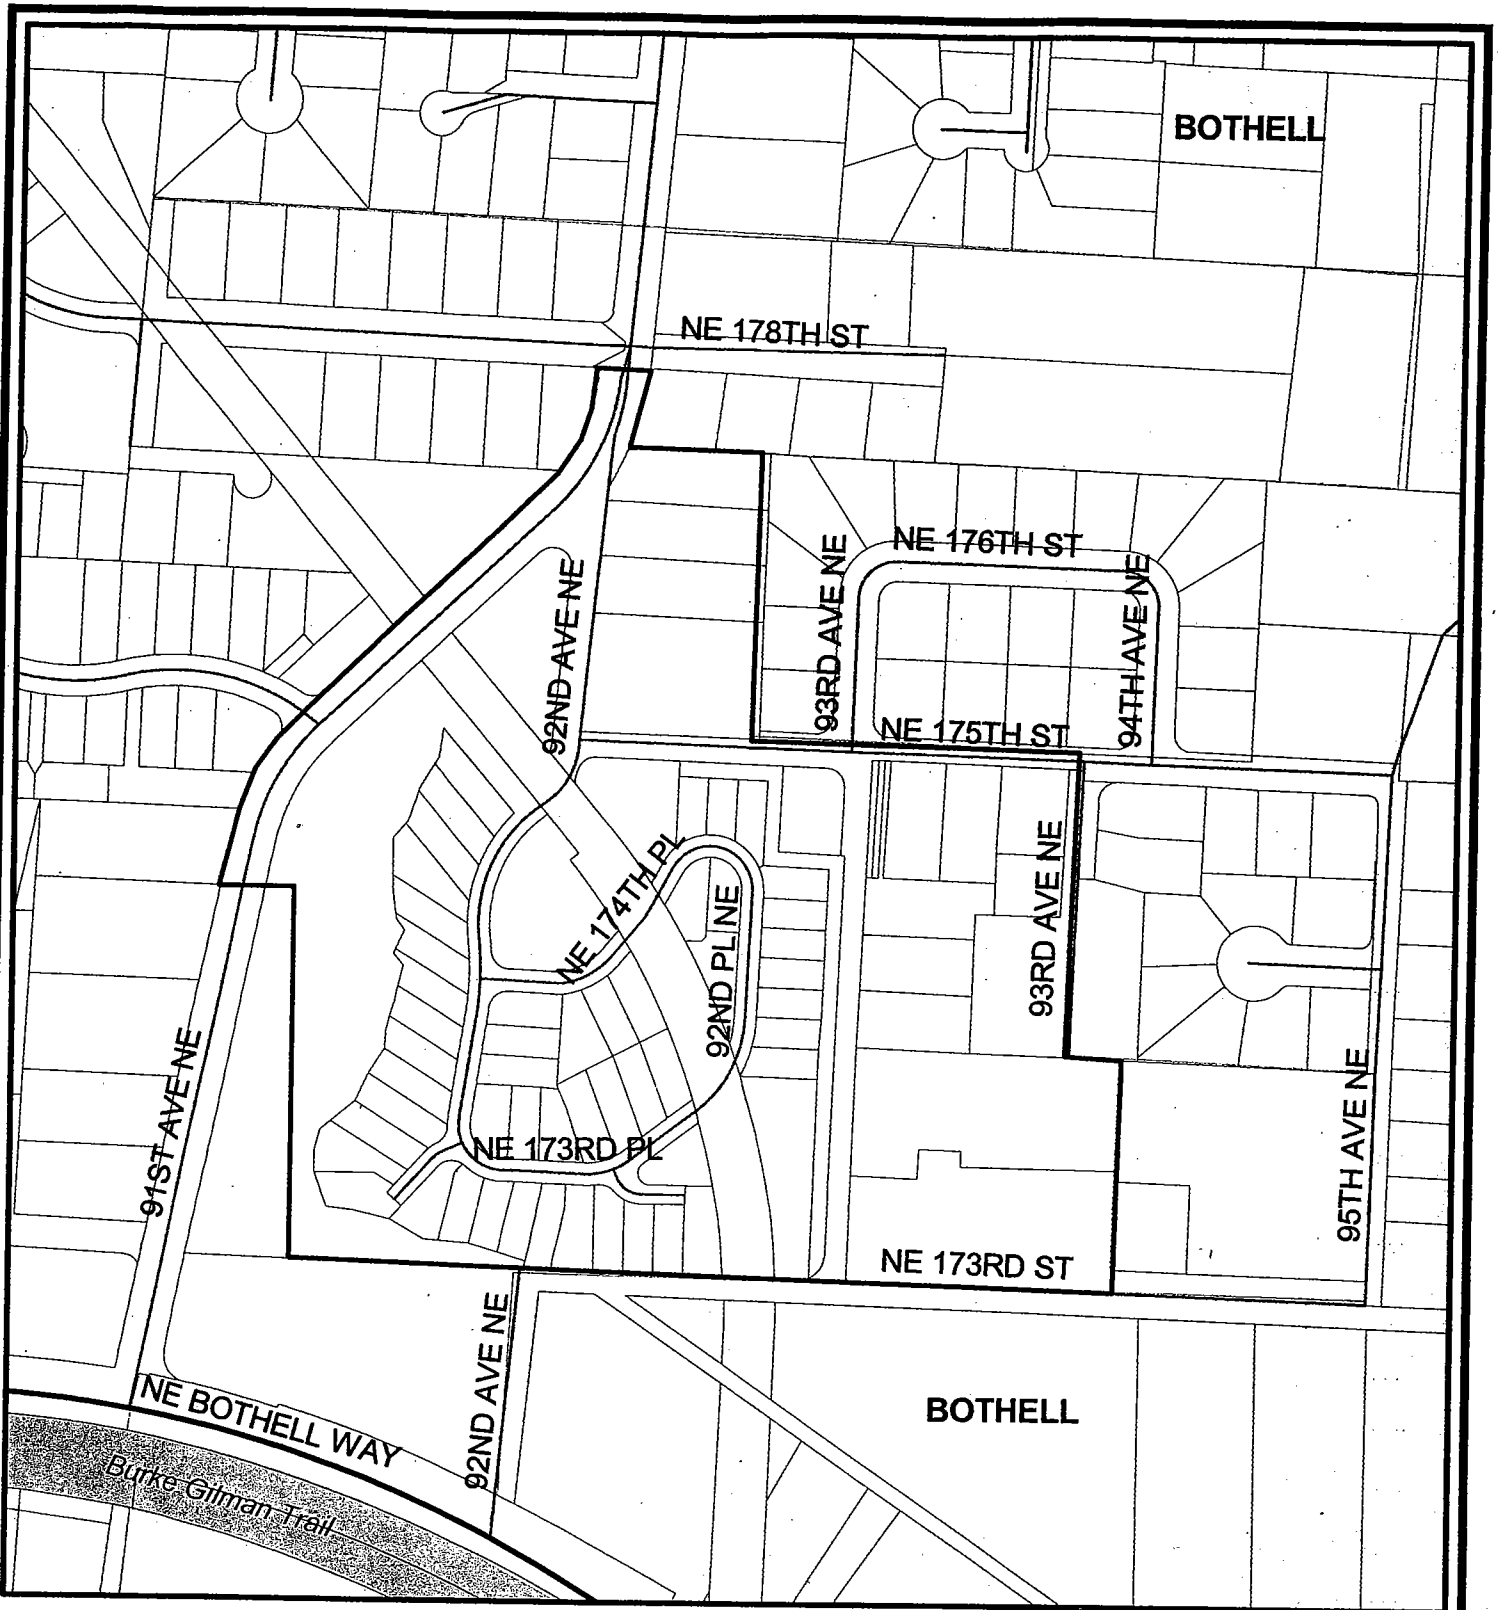 BOTHELL
NE 178TH ST
NE 176TH ST
93RD AVE NE
94TH AVE NE
92ND AVE NE
NE 175TH ST
NE 174TH PL
92ND PL NE
93RD AVE NE
91ST AVE NE
NE 173RD PL
95TH AVE NE
NE 173RD ST
92ND AVE NE
NE BOTHELL WAY
BOTHELL
Burke Gilman Trail